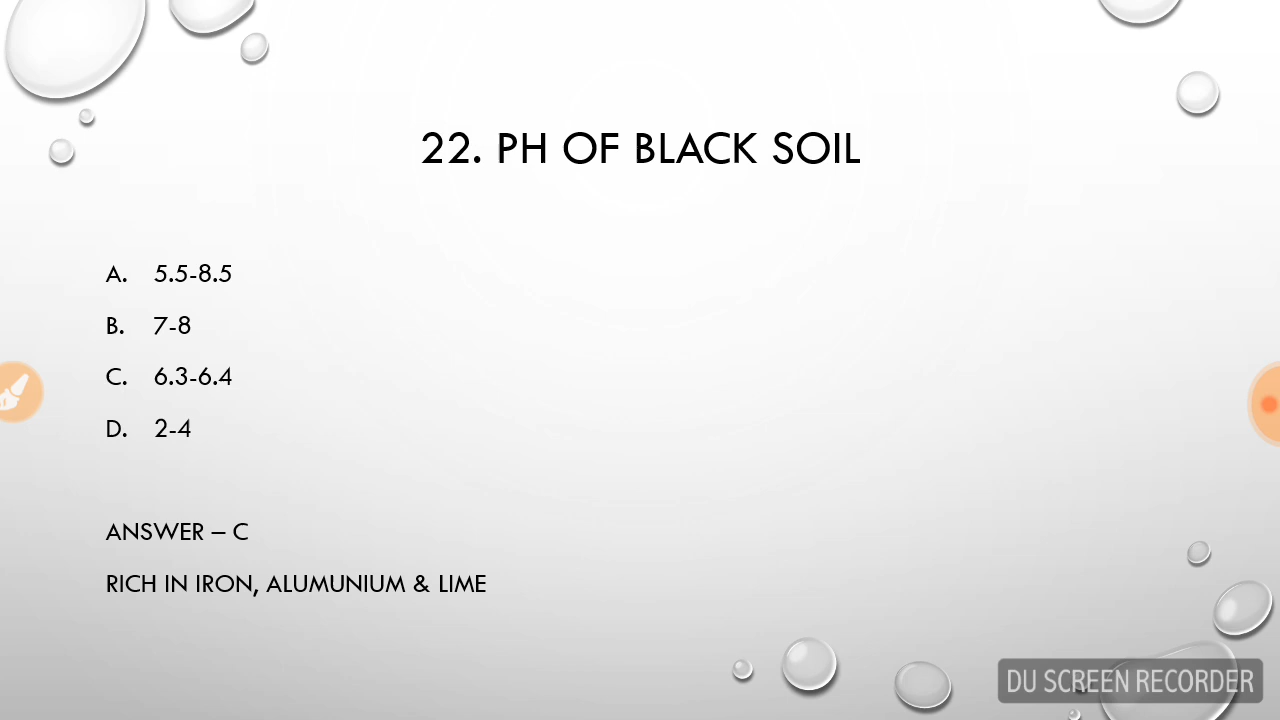 22. PH OF BLACK SOIL
A. 5.5-8.5
B. 7-8
C. 6.3-6.4
D. 2-4
ANSWER – C
RICH IN IRON, ALUMUNIUM & LIME
DU SCREEN RECORDER